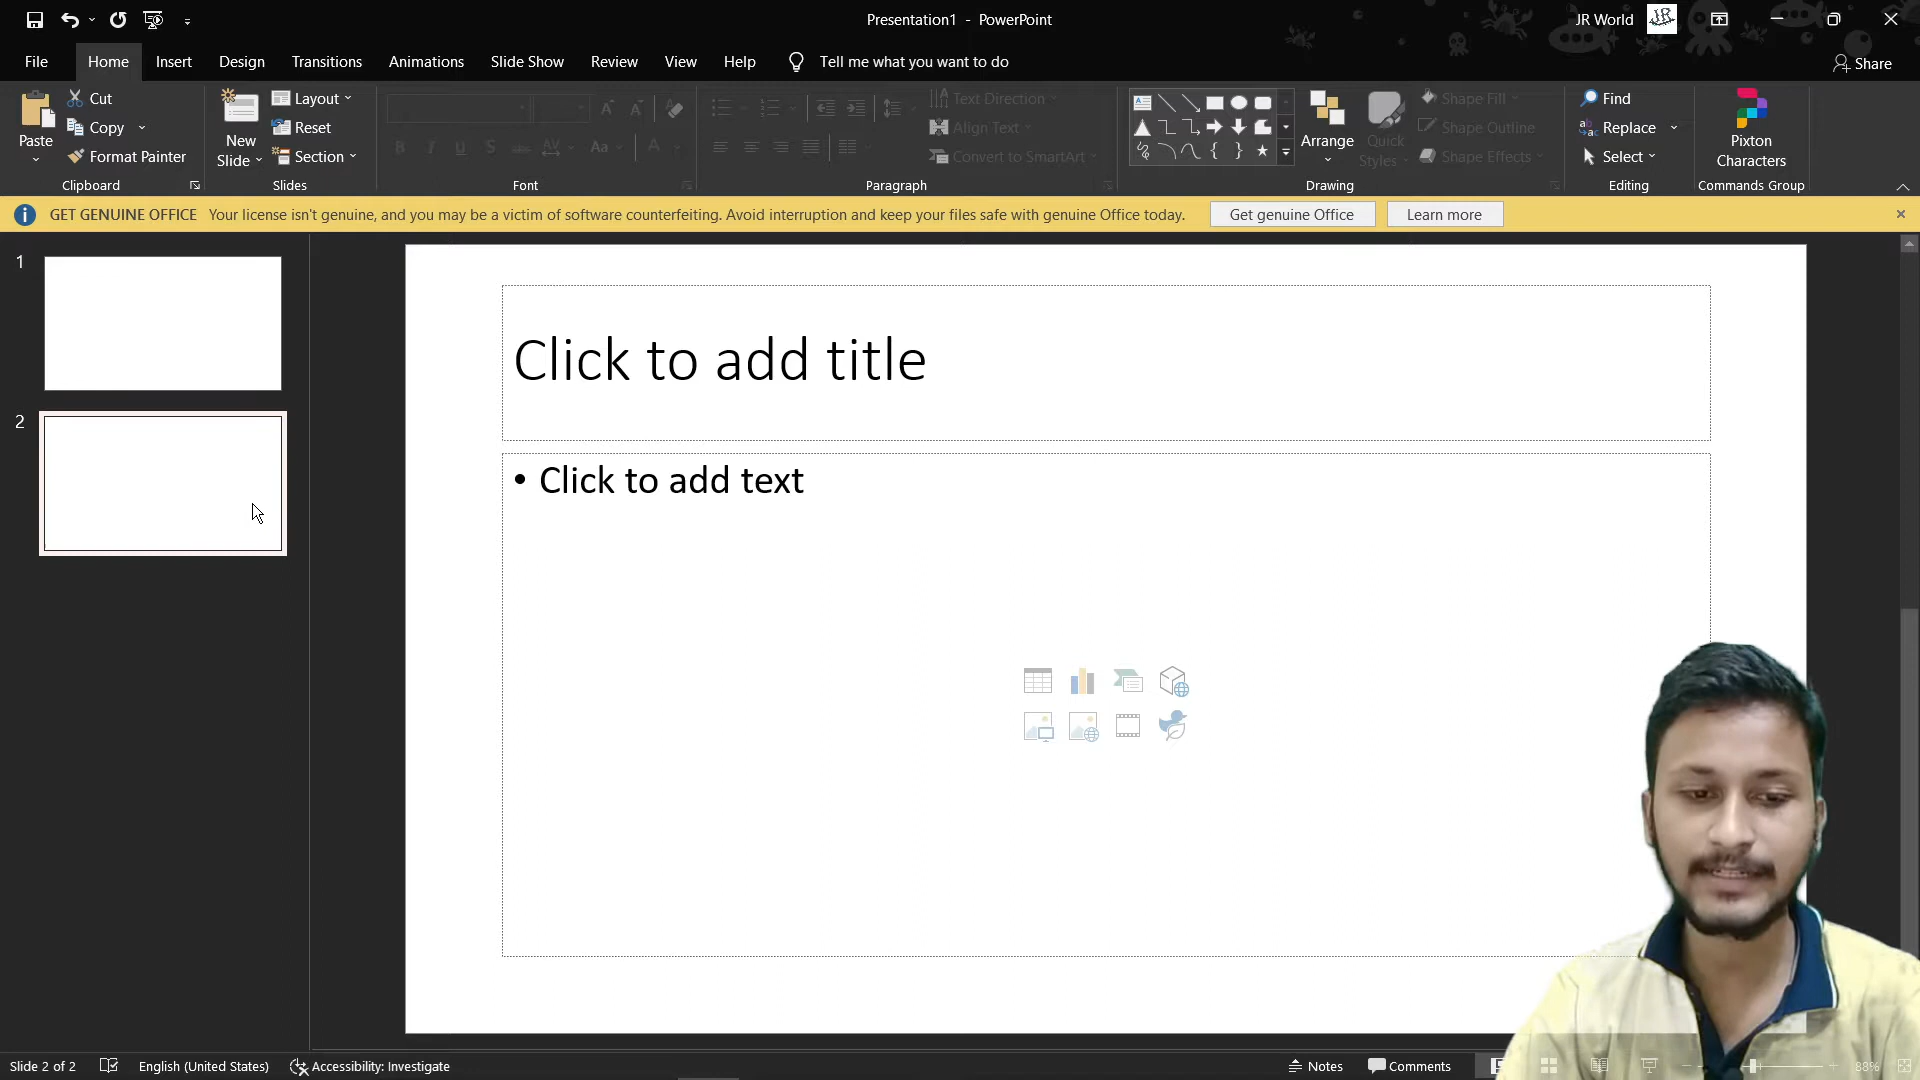 Presentation1 - PowerPoint
JR World
File Home Insert Design Transitions Animations Slide Show Review View Help Tell me what you want to do Share
Cut
Copy
Format Painter
Paste
Clipboard
New
Slide
Layout
Reset
Section
Slides
Aa
Font
Text Direction
Align Text
Convert to SmartArt
Paragraph
Arrange
Quick
Styles
Shape Fill
Shape Outline
Shape Effects
Drawing
Find
Replace
Select
Editing
Pixton
Characters
Commands Group
GET GENUINE OFFICE Your license isn't genuine, and you may be a victim of software counterfeiting. Avoid interruption and keep your files safe with genuine Office today. Get genuine Office Learn more
1
2
Click to add title
• Click to add text
Slide 2 of 2 English (United States) Accessibility: Investigate Notes Comments 88%